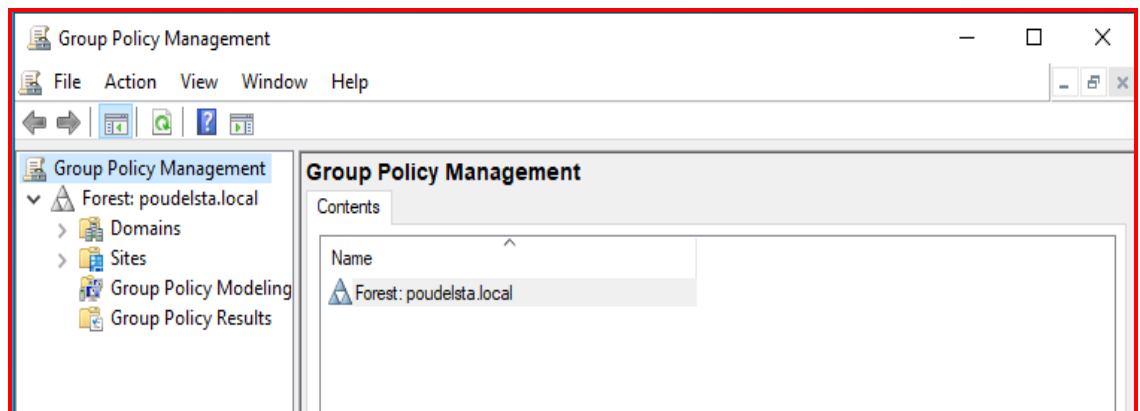 Group Policy Management
File Action View Window Help
Group Policy Management
Forest: poudelsta.local
Domains
Sites
Group Policy Modeling
Group Policy Results
Group Policy Management
Contents
Name
Forest: poudelsta.local